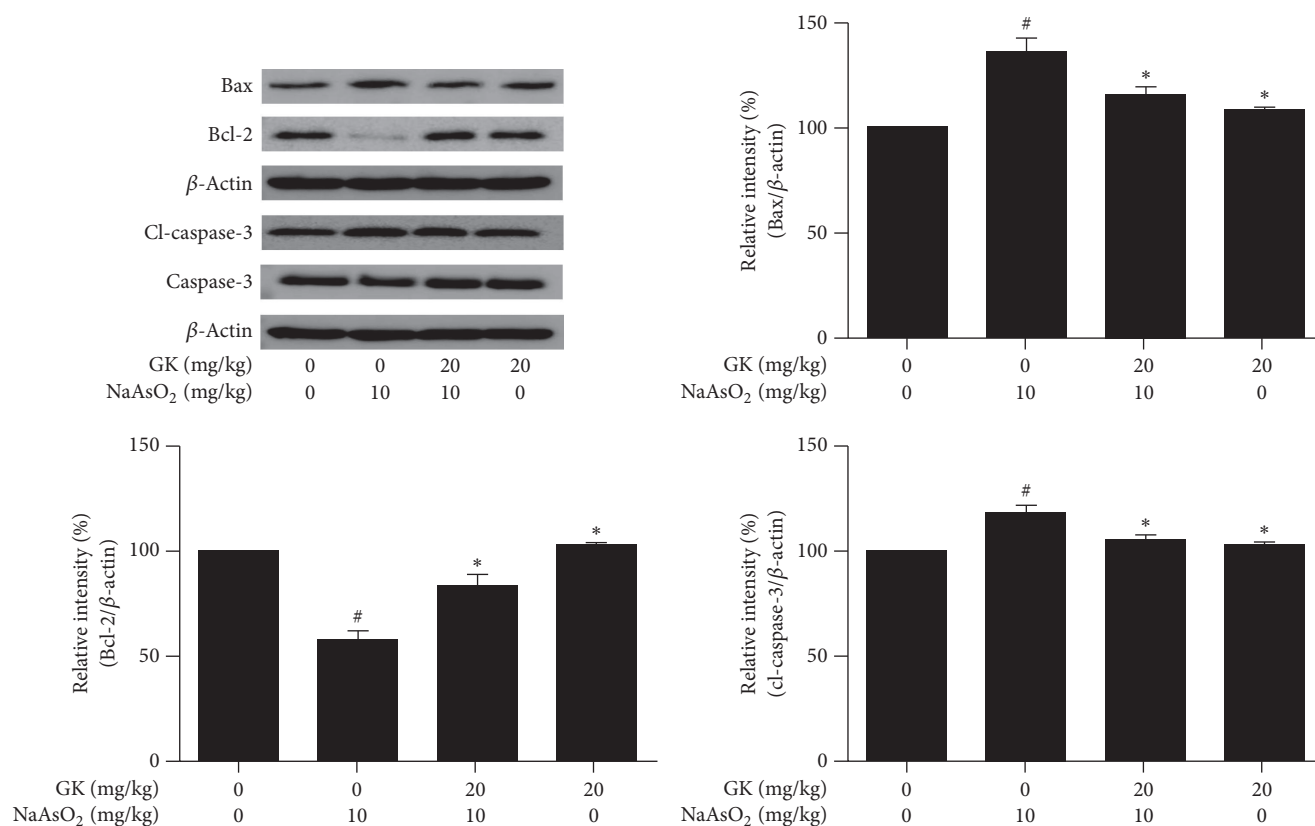 Bax
Bcl-2
β-Actin
Cl-caspase-3
Caspase-3
β-Actin
GK (mg/kg) 0 0 20 20
NaAsO₂ (mg/kg) 0 10 10 0
Relative intensity (%)
(Bax/β-actin)
150
100
50
0
#
*
*
GK (mg/kg) 0 0 20 20
NaAsO₂ (mg/kg) 0 10 10 0
Relative intensity (%)
(Bcl-2/β-actin)
150
100
50
0
#
*
*
GK (mg/kg) 0 0 20 20
NaAsO₂ (mg/kg) 0 10 10 0
Relative intensity (%)
(cl-caspase-3/β-actin)
150
100
50
0
#
*
*
GK (mg/kg) 0 0 20 20
NaAsO₂ (mg/kg) 0 10 10 0